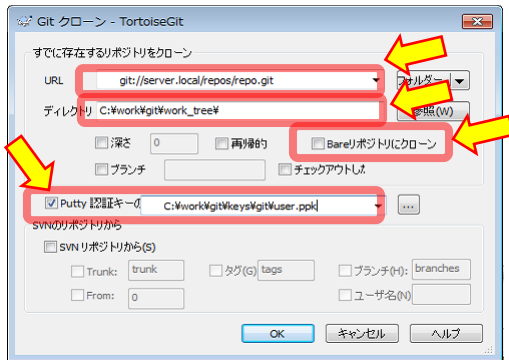 Git クローン - TortoiseGit
すでに存在するリポジトリをクローン
URL git://server.local/repos/repo.git フォルダー
ディレクトリ C:¥work¥git¥work_tree¥ 参照(W)
深さ 0 再帰的 Bareリポジトリにクローン
ブランチ チェックアウトした
Putty 認証キーの C:¥work¥git¥keys¥git¥user.ppk ...
SVNのリポジトリから
SVN リポジトリから(S)
Trunk: trunk タグ(G) tags ブランチ(H): branches
From: 0 ユーザ名(N)
OK キャンセル ヘルプ